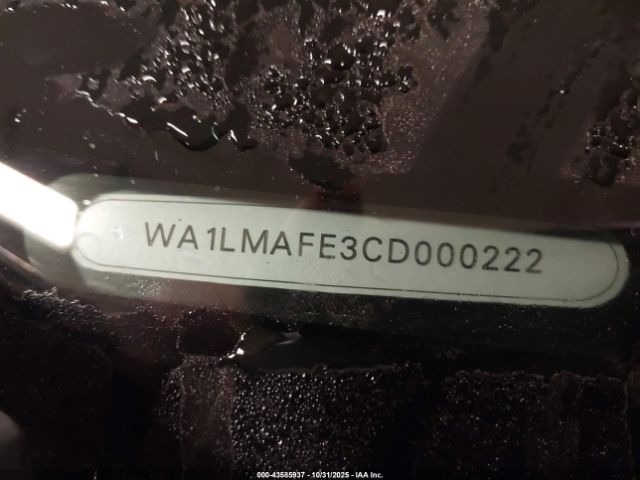 WA1LMAFE3CD000222
000-43585937 - 10/31/2025 - IAA Inc.